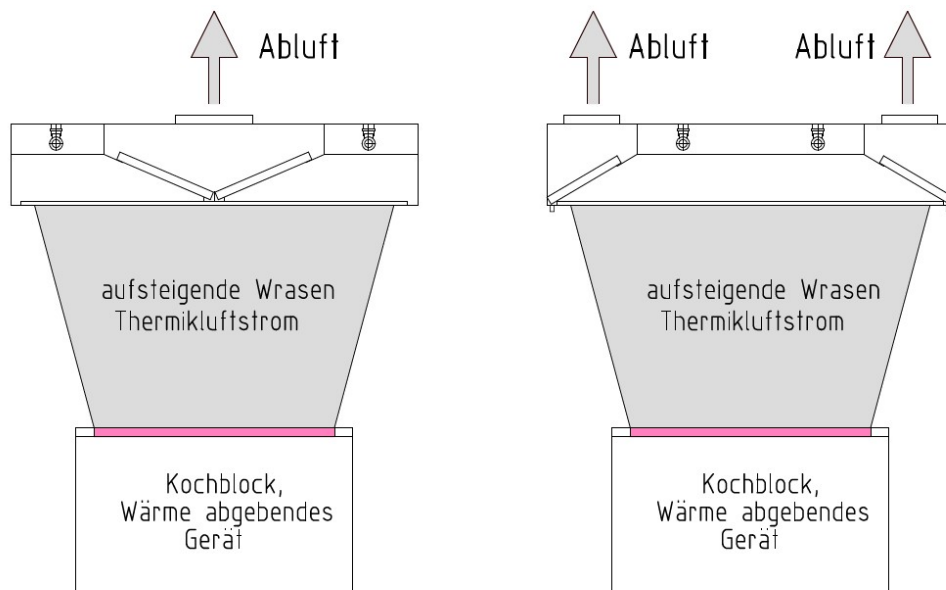 Abluft
aufsteigende Wrasen
Thermikluftstrom
Kochblock,
Wärme abgebendes
Gerät
Abluft
Abluft
aufsteigende Wrasen
Thermikluftstrom
Kochblock,
Wärme abgebendes
Gerät